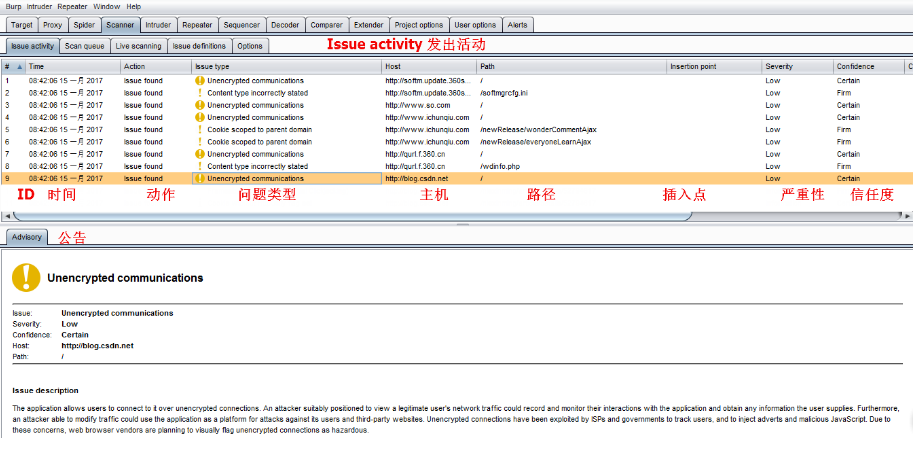 Burp Intruder Repeater Window Help
Target Proxy Spider Scanner Intruder Repeater Sequencer Decoder Comparer Extender Project options User options Alerts
Issue activity Scan queue Live scanning Issue definitions Options Issue activity 发出活动
# Time Action Issue type Host Path Insertion point Severity Confidence C
1 08:42:06 15 一月 2017 Issue found Unencrypted communications http://softm.update.360s... / Low Certain
2 08:42:06 15 一月 2017 Issue found Content type incorrectly stated http://softm.update.360s... /softmgrcfg.ini Low Firm
3 08:42:06 15 一月 2017 Issue found Unencrypted communications http://www.so.com / Low Certain
4 08:42:06 15 一月 2017 Issue found Unencrypted communications http://www.ichunqiu.com / Low Certain
5 08:42:06 15 一月 2017 Issue found Cookie scoped to parent domain http://www.ichunqiu.com /newRelease/wonderCommentAjax Low Firm
6 08:42:06 15 一月 2017 Issue found Cookie scoped to parent domain http://www.ichunqiu.com /newRelease/everyoneLearnAjax Low Firm
7 08:42:06 15 一月 2017 Issue found Unencrypted communications http://qurl.f.360.cn / Low Certain
8 08:42:06 15 一月 2017 Issue found Content type incorrectly stated http://qurl.f.360.cn /wdinfo.php Low Firm
9 08:42:06 15 一月 2017 Issue found Unencrypted communications http://blog.csdn.net / Low Certain
ID 时间 动作 问题类型 主机 路径 插入点 严重性 信任度
Advisory 公告
Unencrypted communications
Issue: Unencrypted communications
Severity: Low
Confidence: Certain
Host: http://blog.csdn.net
Path: /
Issue description
The application allows users to connect to it over unencrypted connections. An attacker suitably positioned to view a legitimate user's network traffic could record and monitor their interactions with the application and obtain any information the user supplies. Furthermore,
an attacker able to modify traffic could use the application as a platform for attacks against its users and third-party websites. Unencrypted connections have been exploited by ISPs and governments to track users, and to inject adverts and malicious JavaScript. Due to
these concerns, web browser vendors are planning to visually flag unencrypted connections as hazardous.